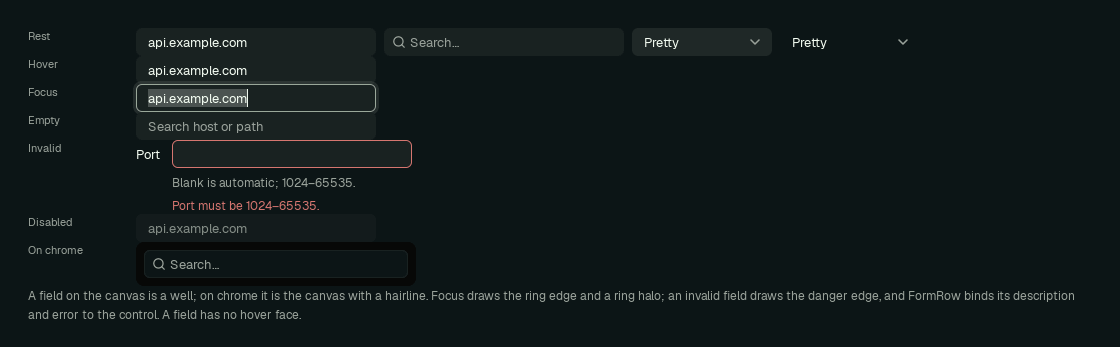 Rest api.example.com Search... Pretty Pretty
Hover api.example.com
Focus api.example.com
Empty Search host or path
Invalid Port
Blank is automatic; 1024–65535.
Port must be 1024–65535.
Disabled api.example.com
On chrome Search...
A field on the canvas is a well; on chrome it is the canvas with a hairline. Focus draws the ring edge and a ring halo; an invalid field draws the danger edge, and FormRow binds its description
and error to the control. A field has no hover face.